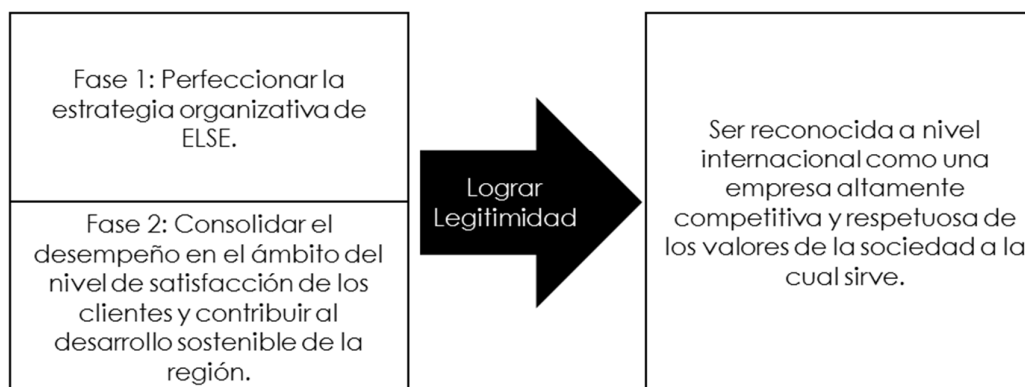 Fase 1: Perfeccionar la
estrategia organizativa de
ELSE.
Fase 2: Consolidar el
desempeño en el ámbito del
nivel de satisfacción de los
clientes y contribuir al
desarrollo sostenible de la
región.
Lograr
Legitimidad
Ser reconocida a nivel
internacional como una
empresa altamente
competitiva y respetuosa de
los valores de la sociedad a la
cual sirve.